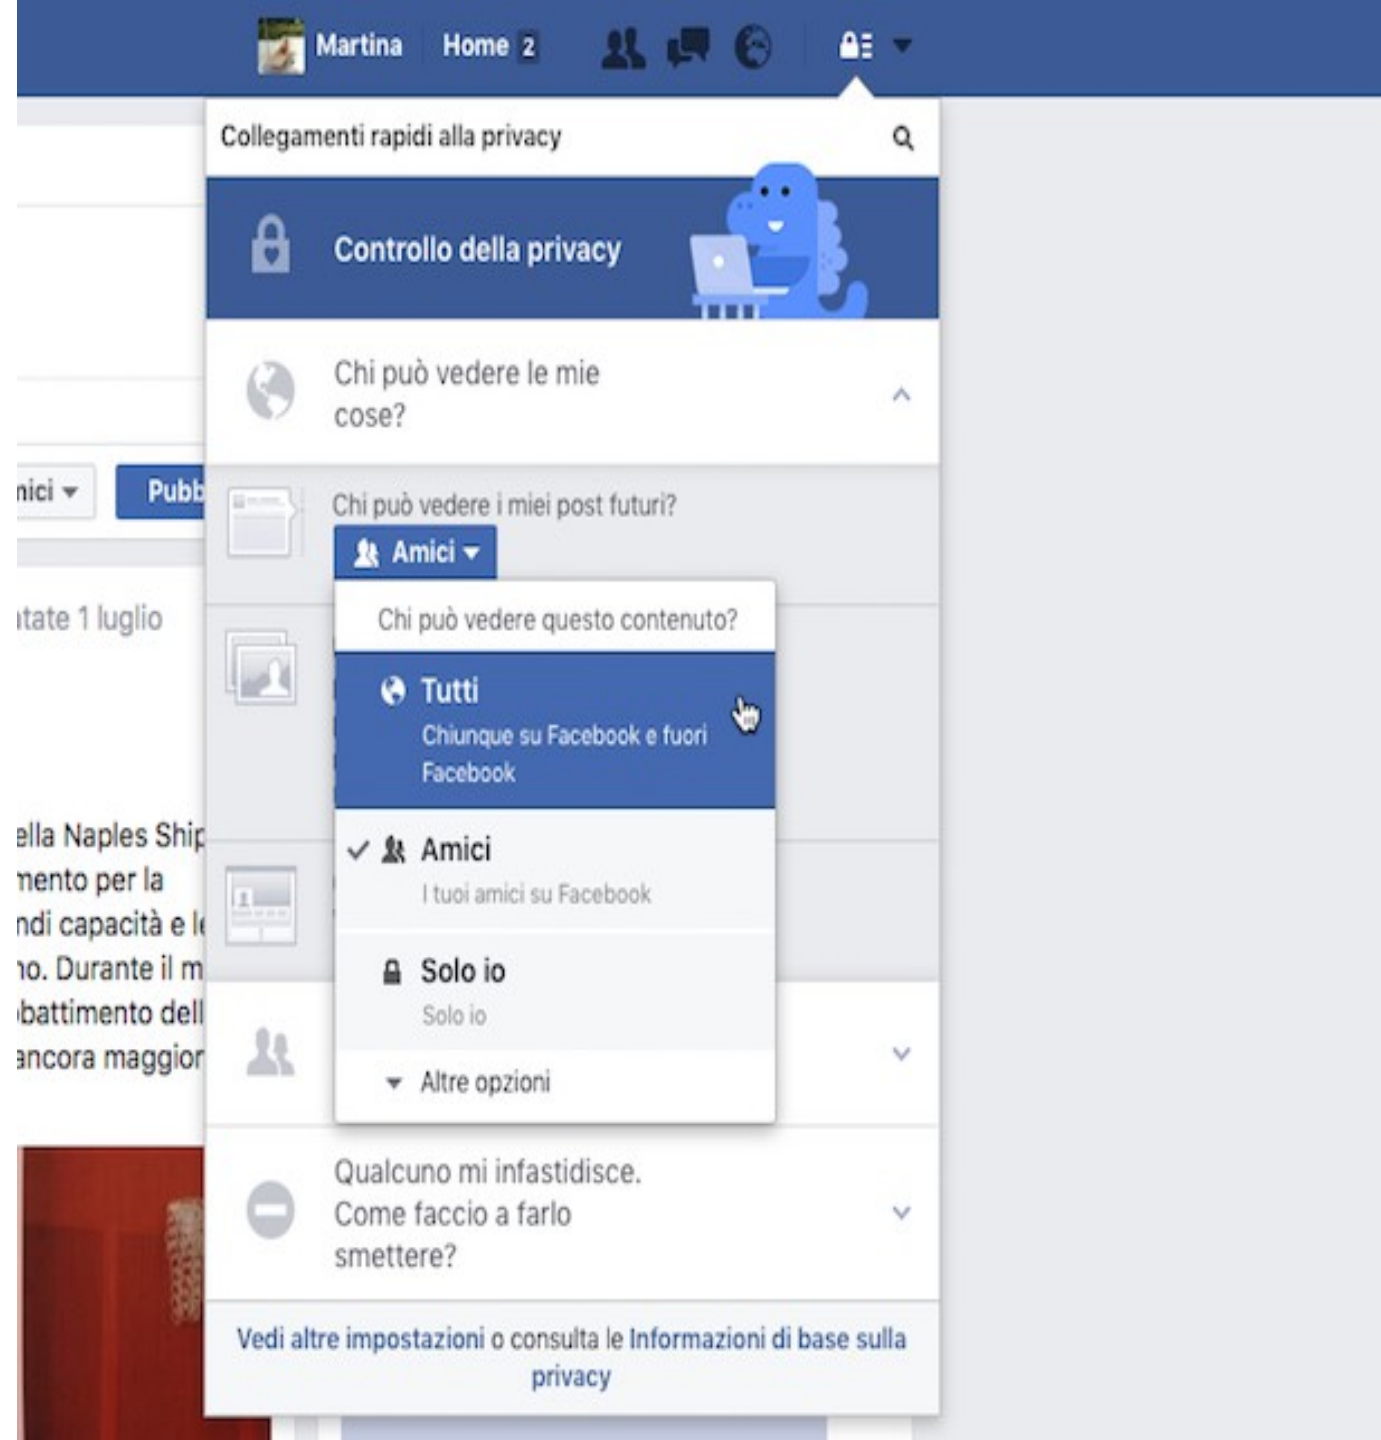 Martina Home 2
Collegamenti rapidi alla privacy
Controllo della privacy
Chi può vedere le mie
cose?
Chi può vedere i miei post futuri?
Amici
Chi può vedere questo contenuto?
Tutti
Chiunque su Facebook e fuori
Facebook
Amici
I tuoi amici su Facebook
Solo io
Solo io
Altre opzioni
Qualcuno mi infastidisce.
Come faccio a farlo
smettere?
Vedi altre impostazioni o consulta le Informazioni di base sulla
privacy
nici
Pubb
tate 1 luglio
ella Naples Ship
mento per la
ndi capacità e le
no. Durante il m
battimento dell
ancora maggior